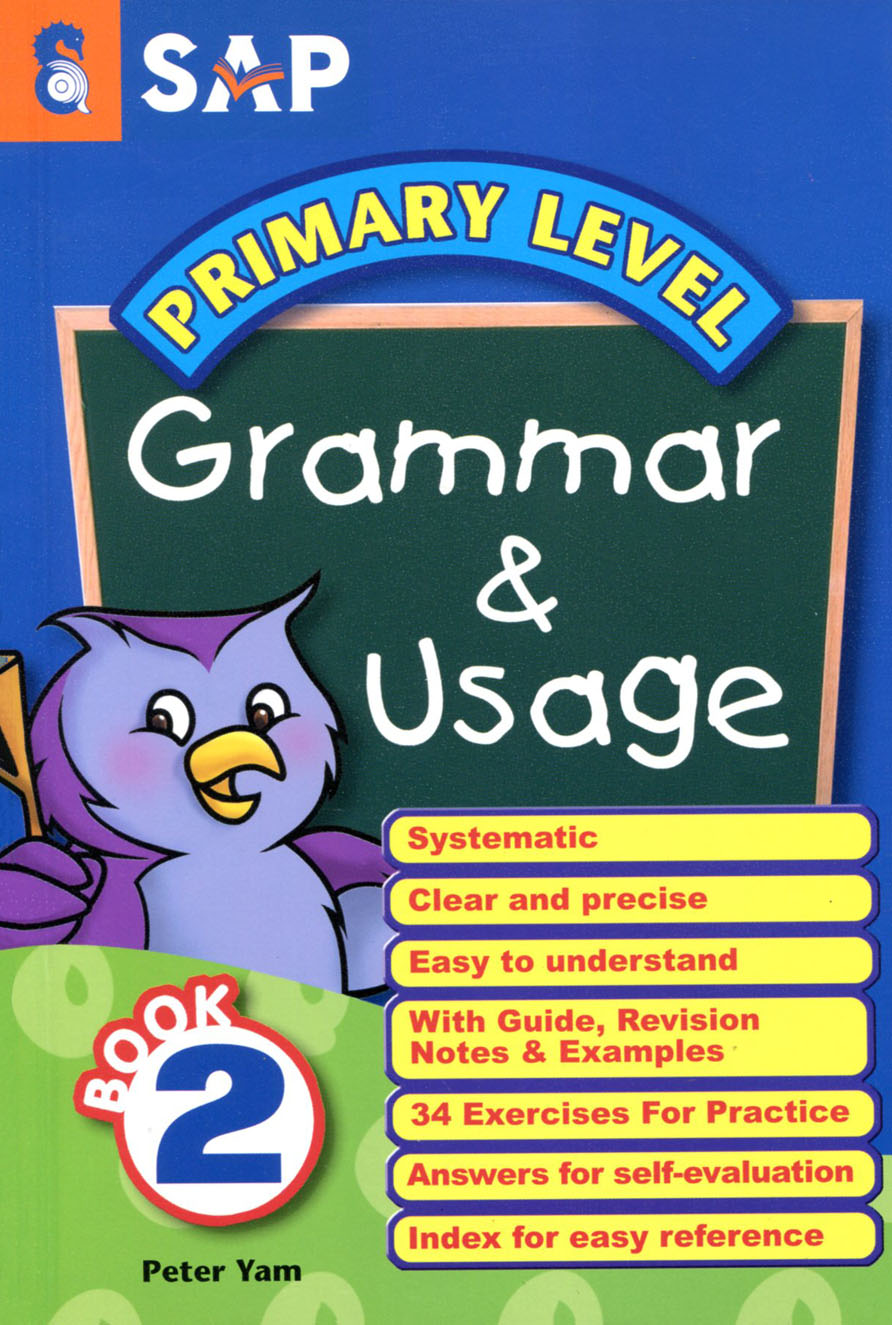 SAP
PRIMARY LEVEL
Grammar
&
Usage
Systematic
Clear and precise
Easy to understand
With Guide, Revision
Notes & Examples
34 Exercises For Practice
Answers for self-evaluation
Index for easy reference
BOOK
2
Peter Yam